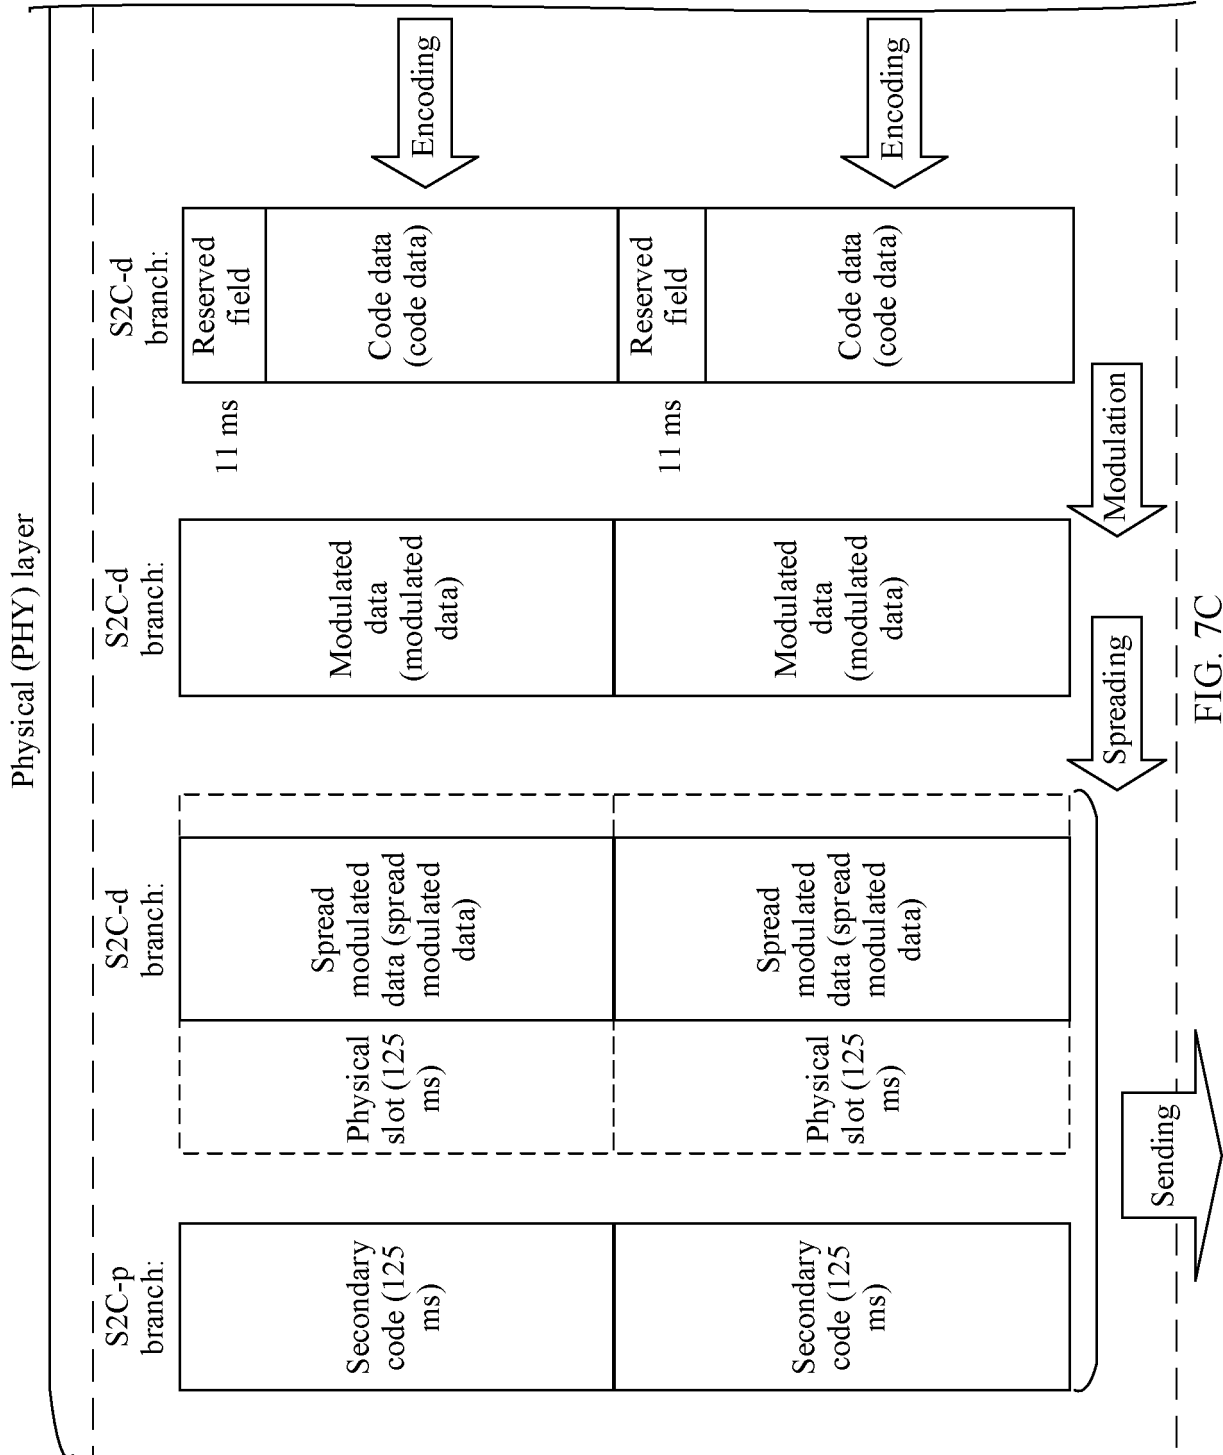 Physical (PHY) layer
Encoding
Encoding
S2C-d
branch:
Reserved
field
Code data
(code data)
Reserved
field
Code data
(code data)
11 ms
11 ms
Modulation
S2C-d
branch:
Modulated
data
(modulated
data)
Modulated
data
(modulated
data)
Spreading
S2C-d
branch:
Spread
modulated
data (spread
modulated
data)
Spread
modulated
data (spread
modulated
data)
Physical
slot (125
ms)
Physical
slot (125
ms)
S2C-p
branch:
Secondary
code (125
ms)
Secondary
code (125
ms)
Sending
FIG. 7C